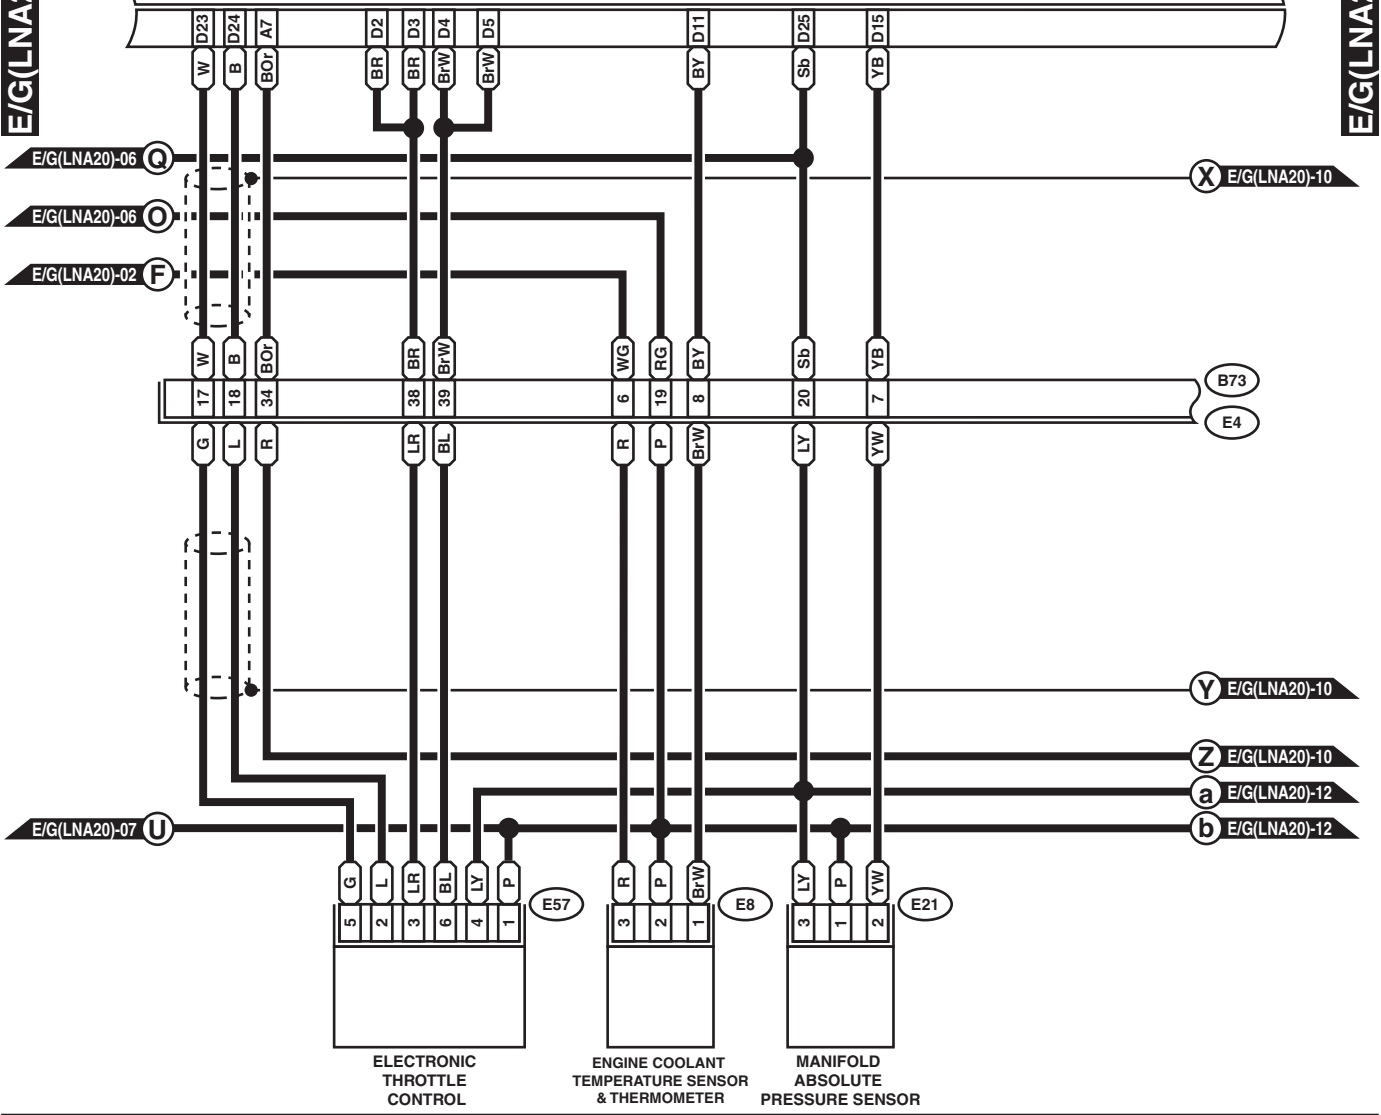 E/G(LNA2
E/G(LNA
D23 D24 A7 D2 D3 D4 D5 D11 D25 D15
W B BOr BR BR BrW BrW BY Sb YB
E/G(LNA20)-06 Q
X E/G(LNA20)-10
E/G(LNA20)-06 O
E/G(LNA20)-02 F
W B BOr BR BrW WG RG BY Sb YB
B73
17 18 34 38 39 6 19 8 20 7
E4
G L R LR BL R P BrW LY YW
Y E/G(LNA20)-10
Z E/G(LNA20)-10
a E/G(LNA20)-12
E/G(LNA20)-07 U
b E/G(LNA20)-12
G L LR BL LY P R P BrW LY P YW
E57 E8 E21
5 2 3 6 4 1 3 2 1 3 1 2
ELECTRONIC
THROTTLE
CONTROL
ENGINE COOLANT
TEMPERATURE SENSOR
& THERMOMETER
MANIFOLD
ABSOLUTE
PRESSURE SENSOR